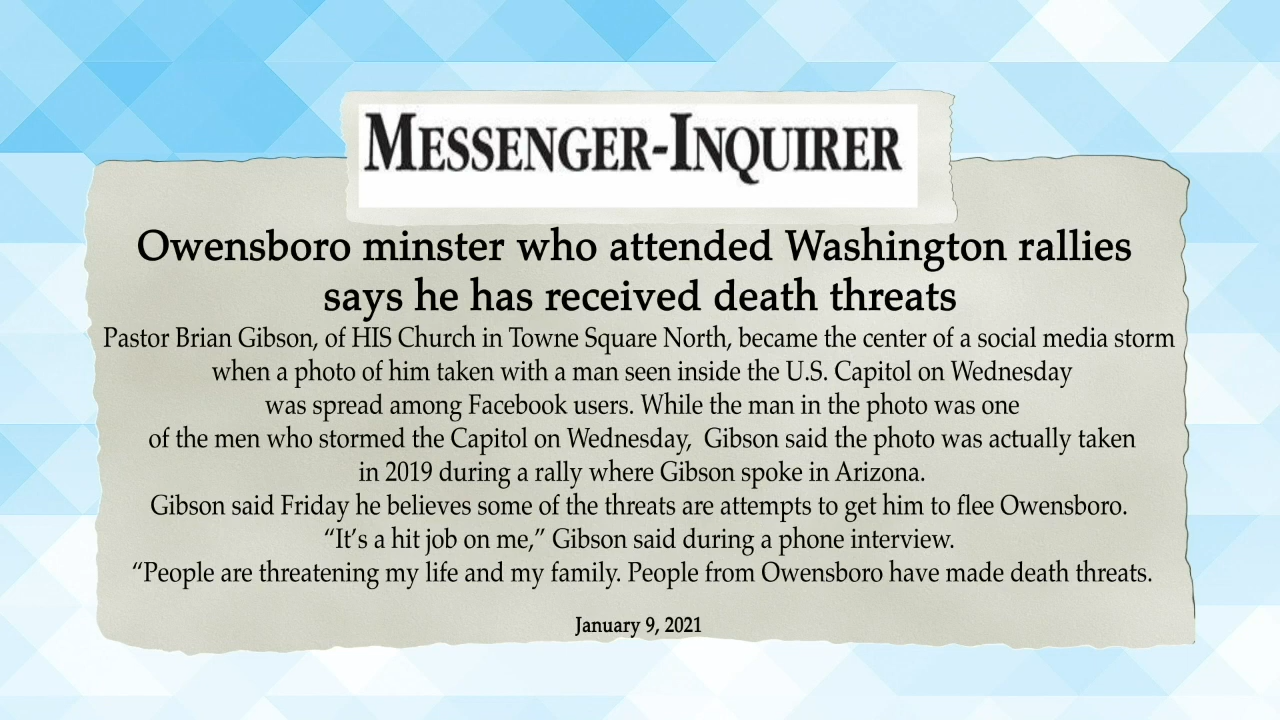 MESSENGER-INQUIRER
Owensboro minster who attended Washington rallies
says he has received death threats
Pastor Brian Gibson, of HIS Church in Towne Square North, became the center of a social media storm
when a photo of him taken with a man seen inside the U.S. Capitol on Wednesday
was spread among Facebook users. While the man in the photo was one
of the men who stormed the Capitol on Wednesday,  Gibson said the photo was actually taken
in 2019 during a rally where Gibson spoke in Arizona.
Gibson said Friday he believes some of the threats are attempts to get him to flee Owensboro.
“It’s a hit job on me,” Gibson said during a phone interview.
“People are threatening my life and my family. People from Owensboro have made death threats.
January 9, 2021